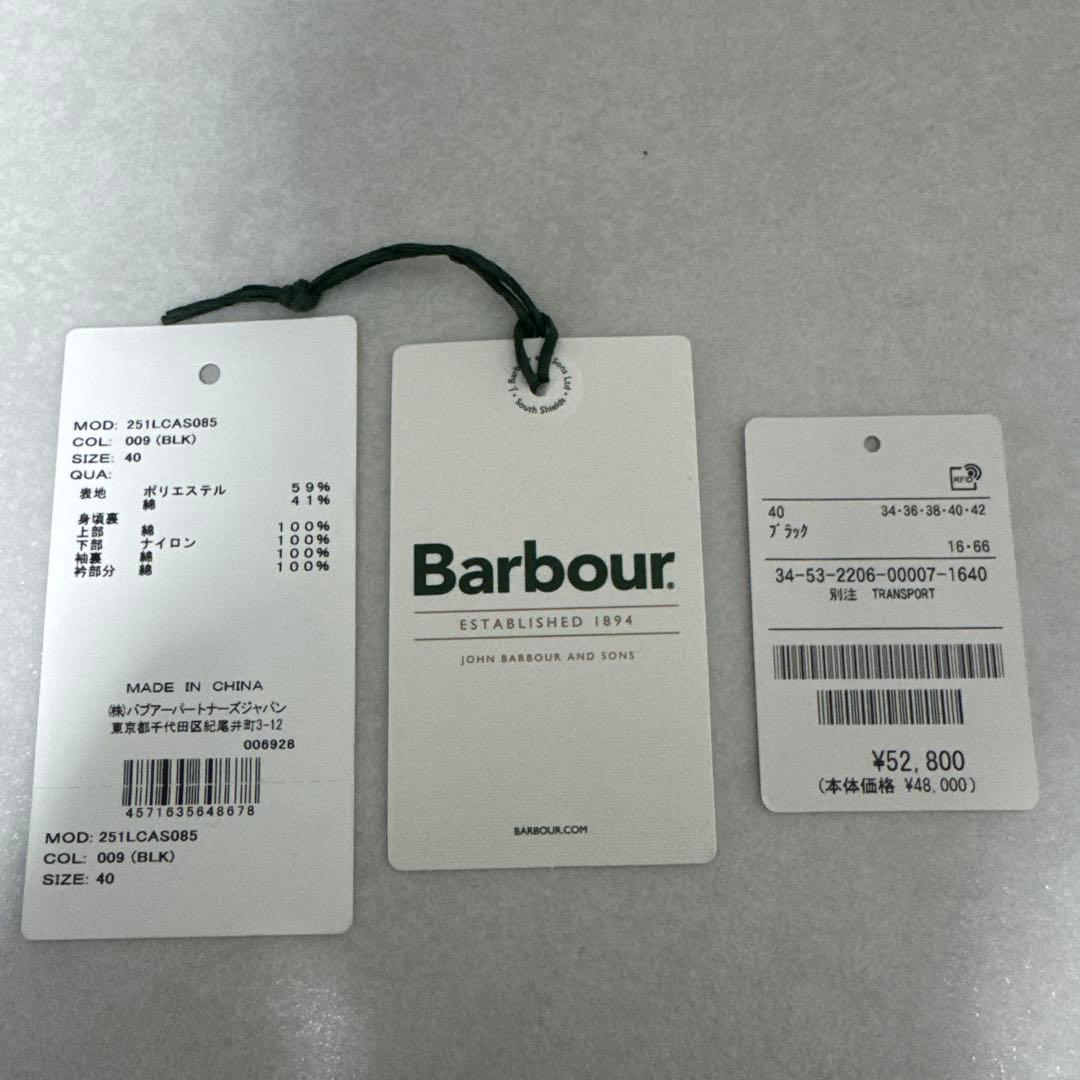 MOD: 251LCAS085
COL: 009 (BLK)
SIZE: 40
QUA:
表地 ポリエステル 59%
綿 41%
身頃裏
上部 綿 100%
下部 ナイロン 100%
袖裏 綿 100%
衿部分 綿 100%
MADE IN CHINA
㈱バブアーパートナーズジャパン
東京都千代田区紀尾井町3-12
006928
4571635648678
MOD: 251LCAS085
COL: 009 (BLK)
SIZE: 40
Sons Ltd • South Shields •
Barbour®
ESTABLISHED 1894
JOHN BARBOUR AND SONS
BARBOUR.COM
RFID
40 34・36・38・40・42
ブラック
16・66
34-53-2206-00007-1640
別注 TRANSPORT
¥52,800
(本体価格 ¥48,000)